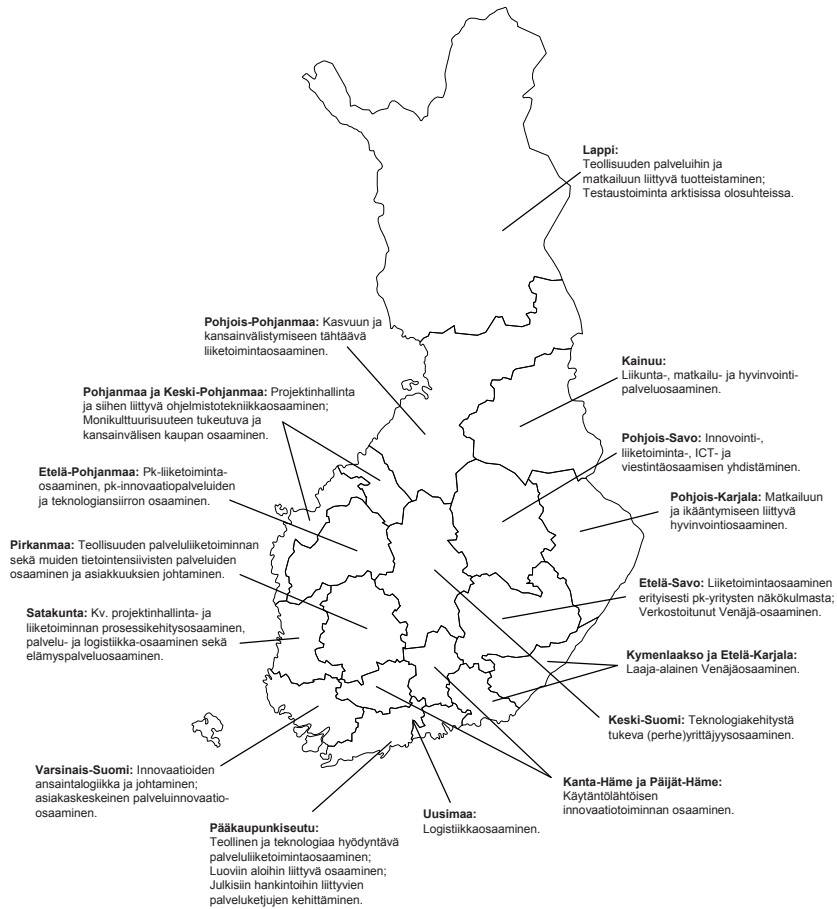 Lappi:
Teollisuuden palveluihin ja
matkailuun liittyvä tuotteistaminen;
Testaustoiminta arktisissa olosuhteissa.
Pohjois-Pohjanmaa: Kasvuun ja
kansainvälistymiseen tähtäävä
liiketoimintaosaaminen.
Kainuu:
Liikunta-, matkailu- ja hyvinvointi-
palveluosaaminen.
Pohjanmaa ja Keski-Pohjanmaa: Projektinhallinta
ja siihen liittyvä ohjelmistotekniikkaosaaminen;
Monikulttuurisuuteen tukeutuva ja
kansainvälisen kaupan osaaminen.
Pohjois-Savo: Innovointi-,
liiketoiminta-, ICT- ja
viestintäosaamisen yhdistäminen.
Etelä-Pohjanmaa: Pk-liiketoiminta-
osaaminen, pk-innovaatiopalveluiden
ja teknologiansiirron osaaminen.
Pohjois-Karjala: Matkailuun
ja ikääntymiseen liittyvä
hyvinvointiosaaminen.
Pirkanmaa: Teollisuuden palveluliiketoiminnan
sekä muiden tietointensiivisten palveluiden
osaaminen ja asiakkuuksien johtaminen.
Etelä-Savo: Liiketoimintaosaaminen
erityisesti pk-yritysten näkökulmasta;
Verkostoitunut Venäjä-osaaminen.
Satakunta: Kv. projektinhallinta- ja
liiketoiminnan prosessikehitysosaaminen,
palvelu- ja logistiikka-osaaminen sekä
elämyspalveluosaaminen.
Kymenlaakso ja Etelä-Karjala:
Laaja-alainen Venäjäosaaminen.
Keski-Suomi: Teknologiakehitystä
tukeva (perhe)yrittäjyysosaaminen.
Varsinais-Suomi: Innovaatioiden
ansaintalogiikka ja johtaminen;
asiakaskeskeinen palveluinnovaatio-
osaaminen.
Kanta-Häme ja Päijät-Häme:
Käytäntölähtöisen
innovaatiotoiminnan osaaminen.
Uusimaa:
Logistiikkaosaaminen.
Pääkaupunkiseutu:
Teollinen ja teknologiaa hyödyntävä
palveluliiketoimintaosaaminen;
Luoviin aloihin liittyvä osaaminen;
Julkisiin hankintoihin liittyvien
palveluketjujen kehittäminen.